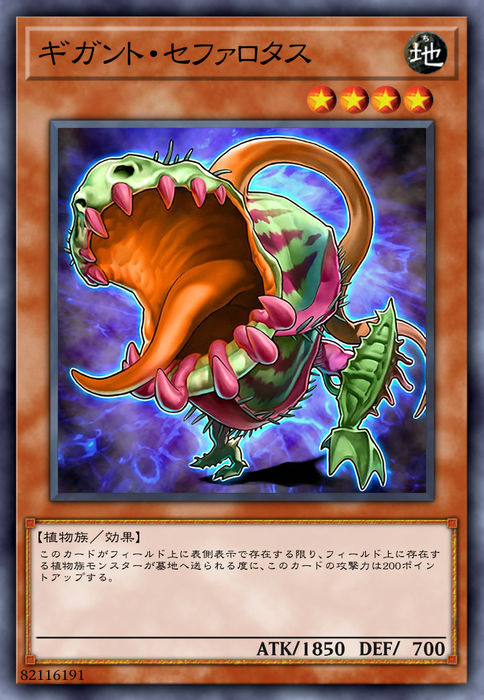 ギガント・セファロタス
ち
地
【植物族／効果】
このカードがフィールド上に表側表示で存在する限り、フィールド上に存在す
る植物族モンスターが墓地へ送られる度に、このカードの攻撃力は200ポイン
トアップする。
ATK/1850 DEF/ 700
82116191